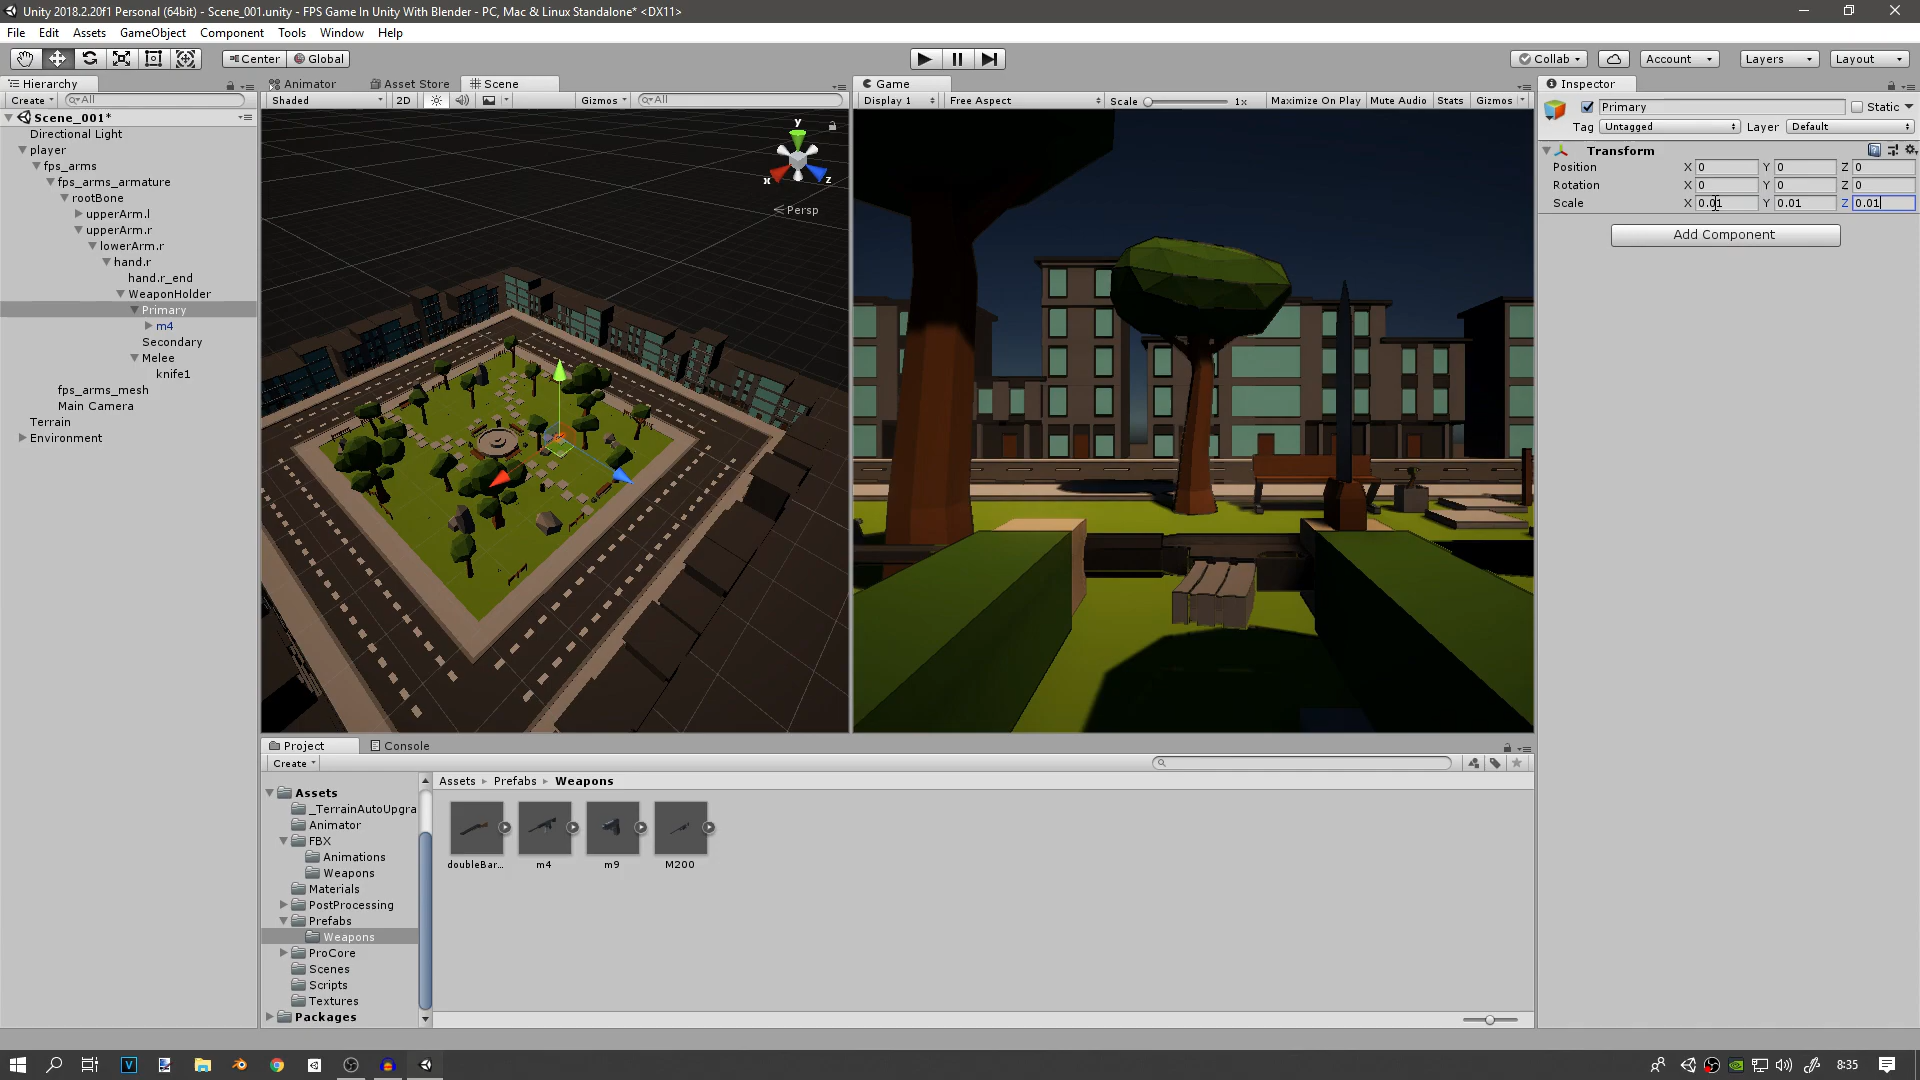 Unity 2018.2.20f1 Personal (64bit) - Scene_001.unity - FPS Game In Unity With Blender - PC, Mac & Linux Standalone* <DX11>
File Edit Assets GameObject Component Tools Window Help
Center Global Collab Account Layers Layout
Hierarchy
Create All
Scene_001*
Directional Light
player
fps_arms
fps_arms_armature
rootBone
upperArm.l
upperArm.r
lowerArm.r
hand.r
hand.r_end
WeaponHolder
Primary
m4
Secondary
Melee
knife1
fps_arms_mesh
Main Camera
Terrain
Environment
Animator Asset Store Scene
Shaded 2D Gizmos All
y
x z
Persp
Game
Display 1 Free Aspect Scale 1x Maximize On Play Mute Audio Stats Gizmos
Inspector
Primary Static
Tag Untagged Layer Default
Transform
Position X 0 Y 0 Z 0
Rotation X 0 Y 0 Z 0
Scale X 0.01 Y 0.01 Z 0.01
Add Component
Project Console
Create
Assets
_TerrainAutoUpgra
Animator
FBX
Animations
Weapons
Materials
PostProcessing
Prefabs
Weapons
ProCore
Scenes
Scripts
Textures
Packages
Assets Prefabs Weapons
doubleBar... m4 m9 M200
8:35